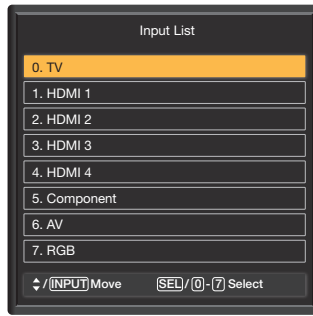 Input List
0. TV
1. HDMI 1
2. HDMI 2
3. HDMI 3
4. HDMI 4
5. Component
6. AV
7. RGB
/ INPUT Move SEL / 0 - 7 Select